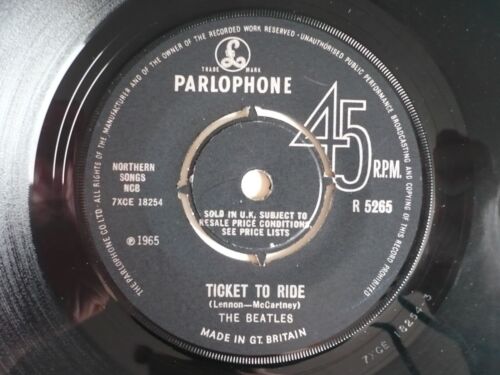 ALL RIGHTS OF THE MANUFACTURER AND OF THE OWNER OF THE RECORDED WORK RESERVED · UNAUTHORISED PUBLIC PERFORMANCE BROADCASTING AND COPYING OF THIS RECORD PROHIBITED
THE PARLOPHONE CO. LTD.
£
TRADE MARK
PARLOPHONE
45
R.P.M.
NORTHERN
SONGS
NCB
7XCE 18254
R 5265
SOLD IN U.K. SUBJECT TO
RESALE PRICE CONDITIONS,
SEE PRICE LISTS
℗ 1965
TICKET TO RIDE
(Lennon—McCartney)
THE BEATLES
MADE IN GT. BRITAIN